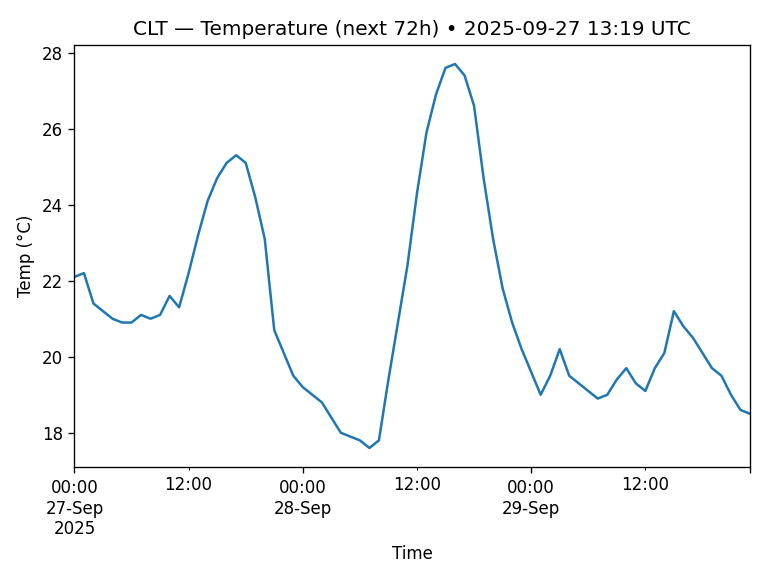 CLT — Temperature (next 72h) • 2025-09-27 13:19 UTC
28
26
24
22
20
18
Temp (°C)
00:00 12:00 00:00 12:00 00:00 12:00
27-Sep 28-Sep 29-Sep
2025
Time